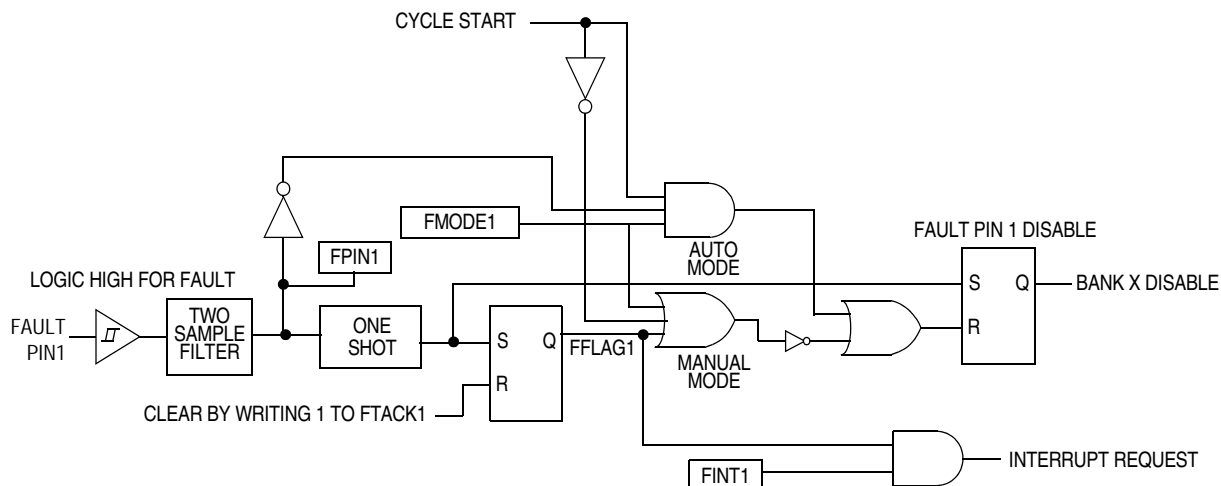 CYCLE START
FMODE1
AUTO
MODE
FAULT PIN 1 DISABLE
FPIN1
LOGIC HIGH FOR FAULT
S
Q
R
BANK X DISABLE
FAULT
PIN1
TWO
SAMPLE
FILTER
ONE
SHOT
S
Q
R
FFLAG1
MANUAL
MODE
CLEAR BY WRITING 1 TO FTACK1
INTERRUPT REQUEST
FINT1